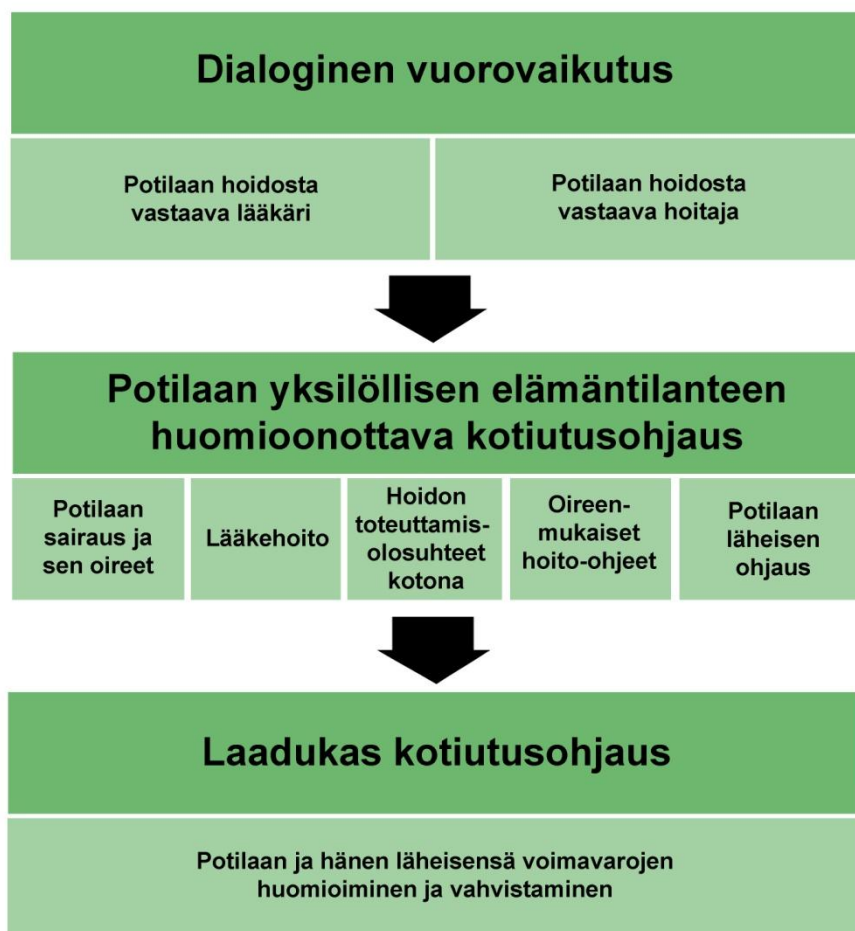 Dialoginen vuorovaikutus
Potilaan hoidosta
vastaava lääkäri
Potilaan hoidosta
vastaava hoitaja
Potilaan yksilöllisen elämäntilanteen
huomioonottava kotiutusohjaus
Potilaan
sairaus ja
sen oireet
Lääkehoito
Hoidon
toteuttamis-
olosuhteet
kotona
Oireen-
mukaiset
hoito-ohjeet
Potilaan
läheisen
ohjaus
Laadukas kotiutusohjaus
Potilaan ja hänen läheisensä voimavarojen
huomioiminen ja vahvistaminen